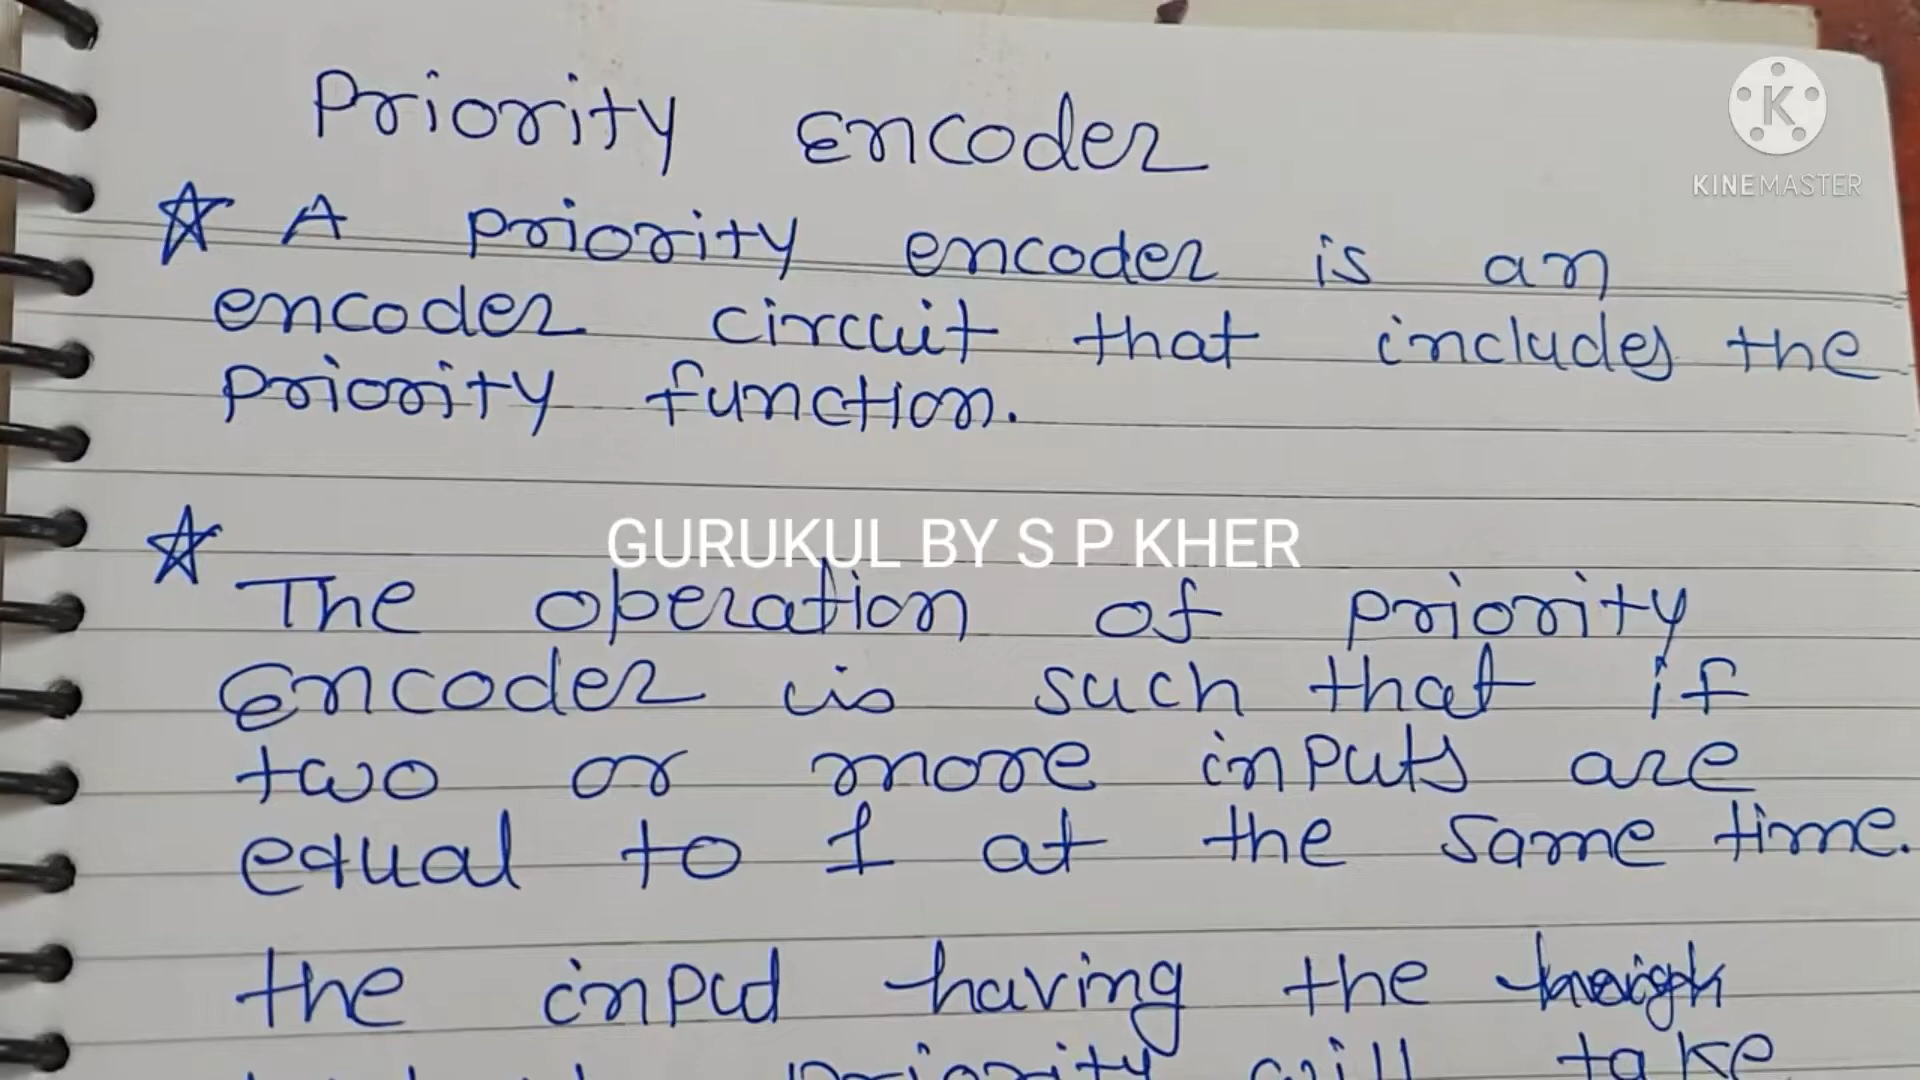 Priority Encoder
KINEMASTER
☆ A Priority encoder is an
encoder circuit that includes the
Priority function.
GURUKUL BY S P KHER
☆ The operation of priority
Encoder is such that if
two or more inputs are
equal to 1 at the same time.
the input having the
priority will take